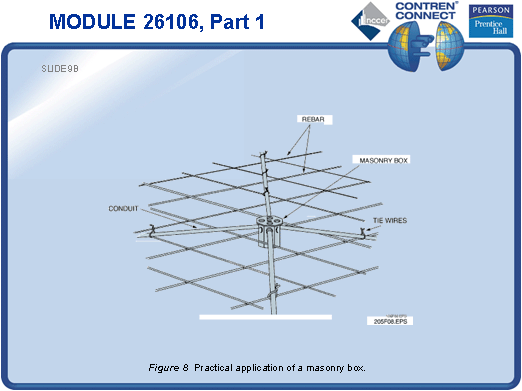 MODULE 26106, Part 1
nccer
CONTREN®
CONNECT
PEARSON
Prentice
Hall
SLIDE 9B
REBAR
MASONRY BOX
CONDUIT
TIE WIRES
205F08.EPS
Figure 8 Practical application of a masonry box.